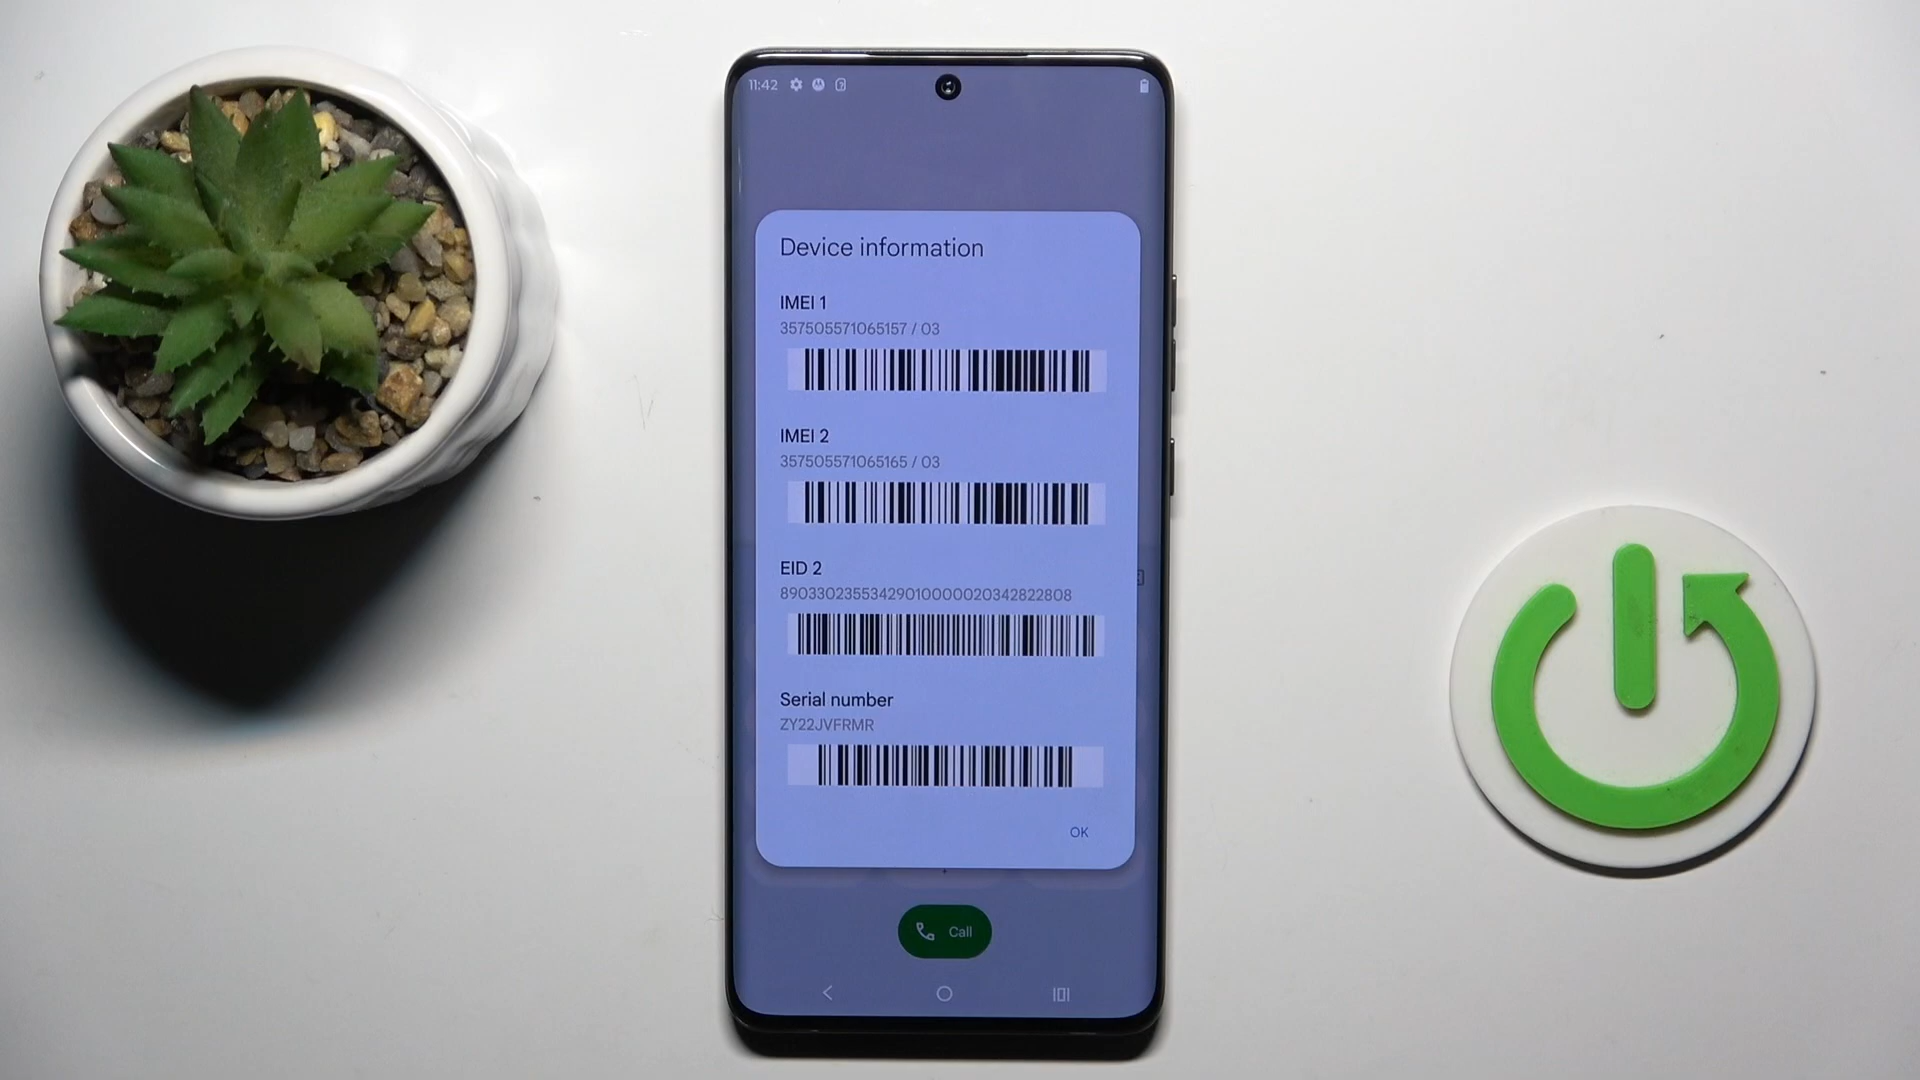 11:42
Device information
IMEI 1
357505571065157 / 03
IMEI 2
357505571065165 / 03
EID 2
89033023553429010000020342822808
Serial number
ZY22JVFRMR
OK
Call